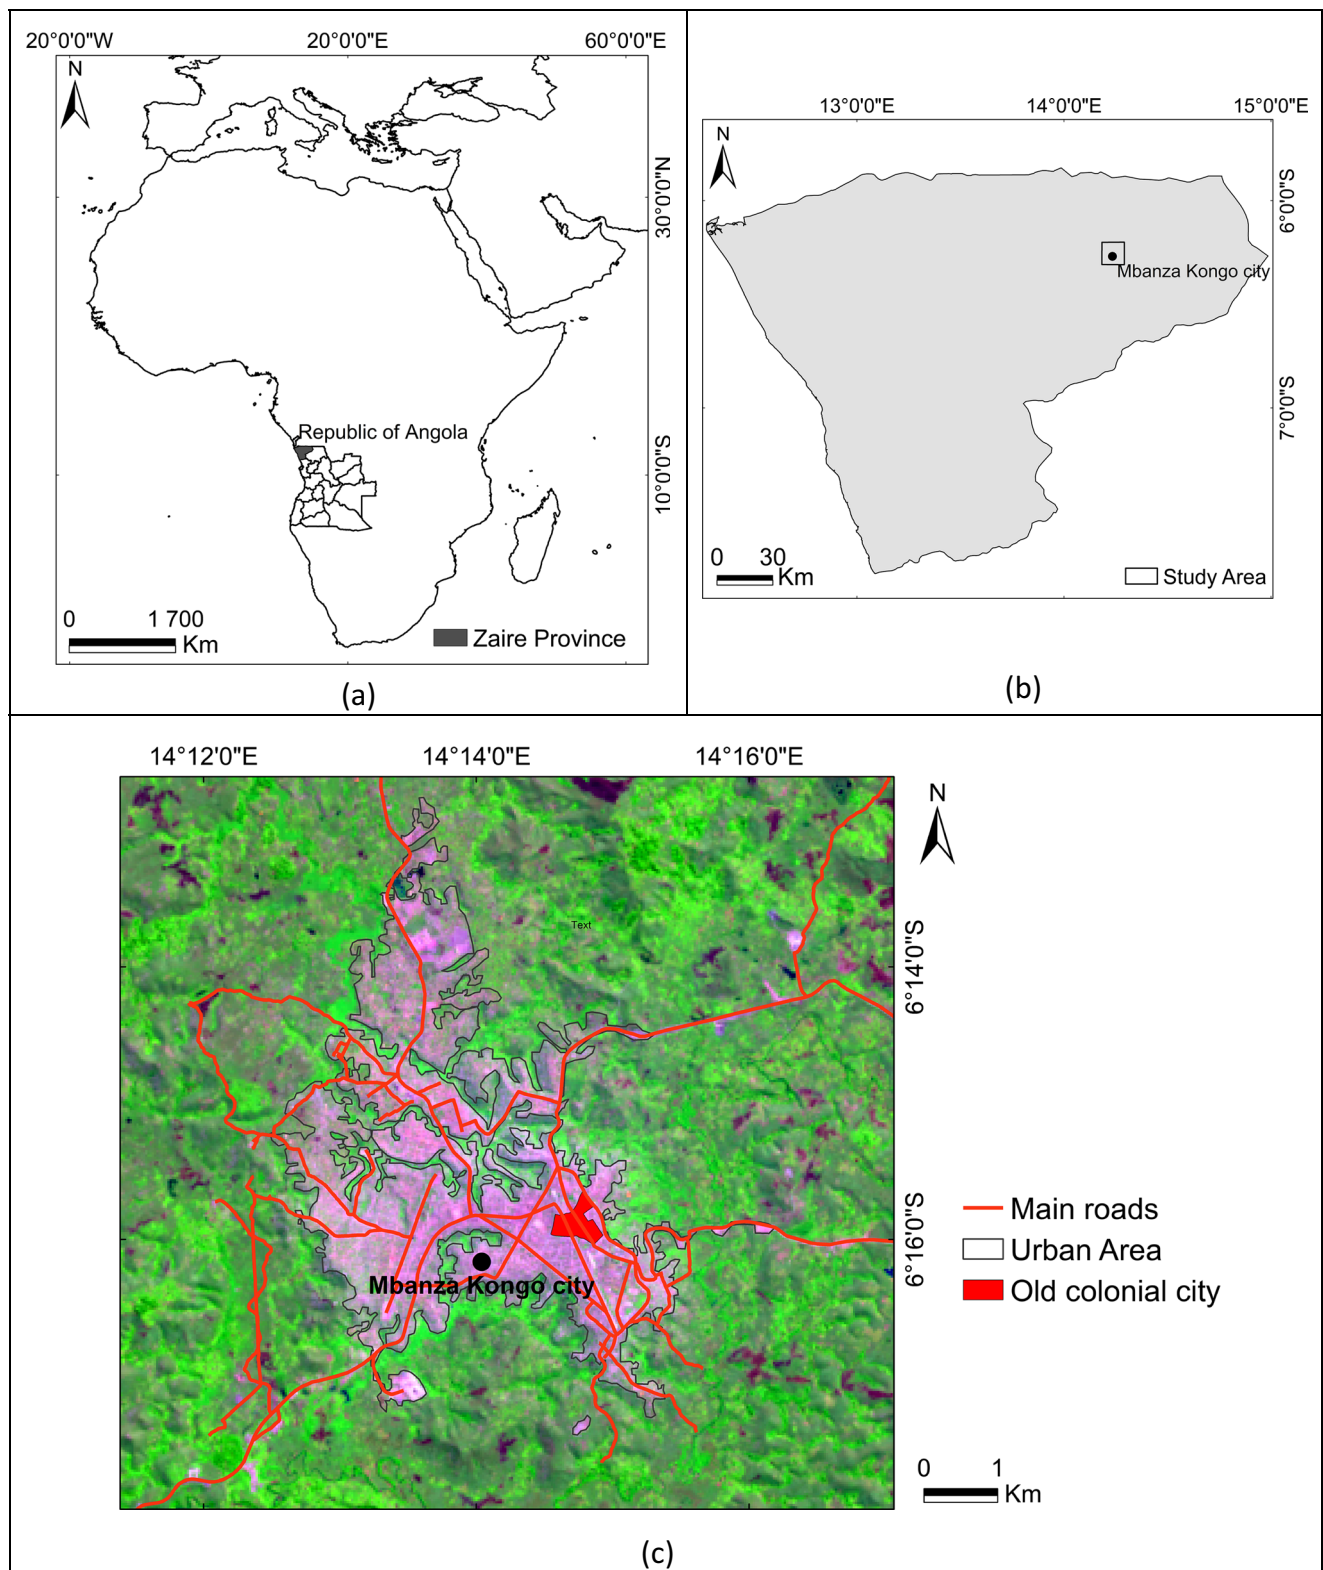 20°0'0"W 20°0'0"E 60°0'0"E
N
30°0'0"N
Republic of Angola
10°0'0"S
0 1 700
Km
Zaire Province
(a)
13°0'0"E 14°0'0"E 15°0'0"E
N
6°0'0"S
Mbanza Kongo city
7°0'0"S
0 30
Km
Study Area
(b)
14°12'0"E 14°14'0"E 14°16'0"E
N
Text
6°14'0"S
6°16'0"S
Mbanza Kongo city
Main roads
Urban Area
Old colonial city
0 1
Km
(c)